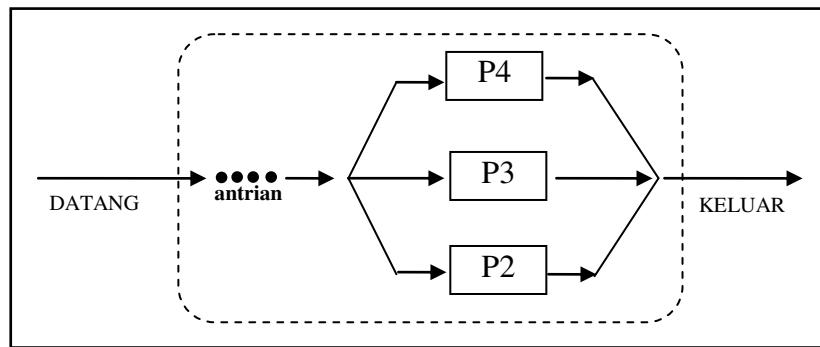 P4
P3
antrian
DATANG
KELUAR
P2